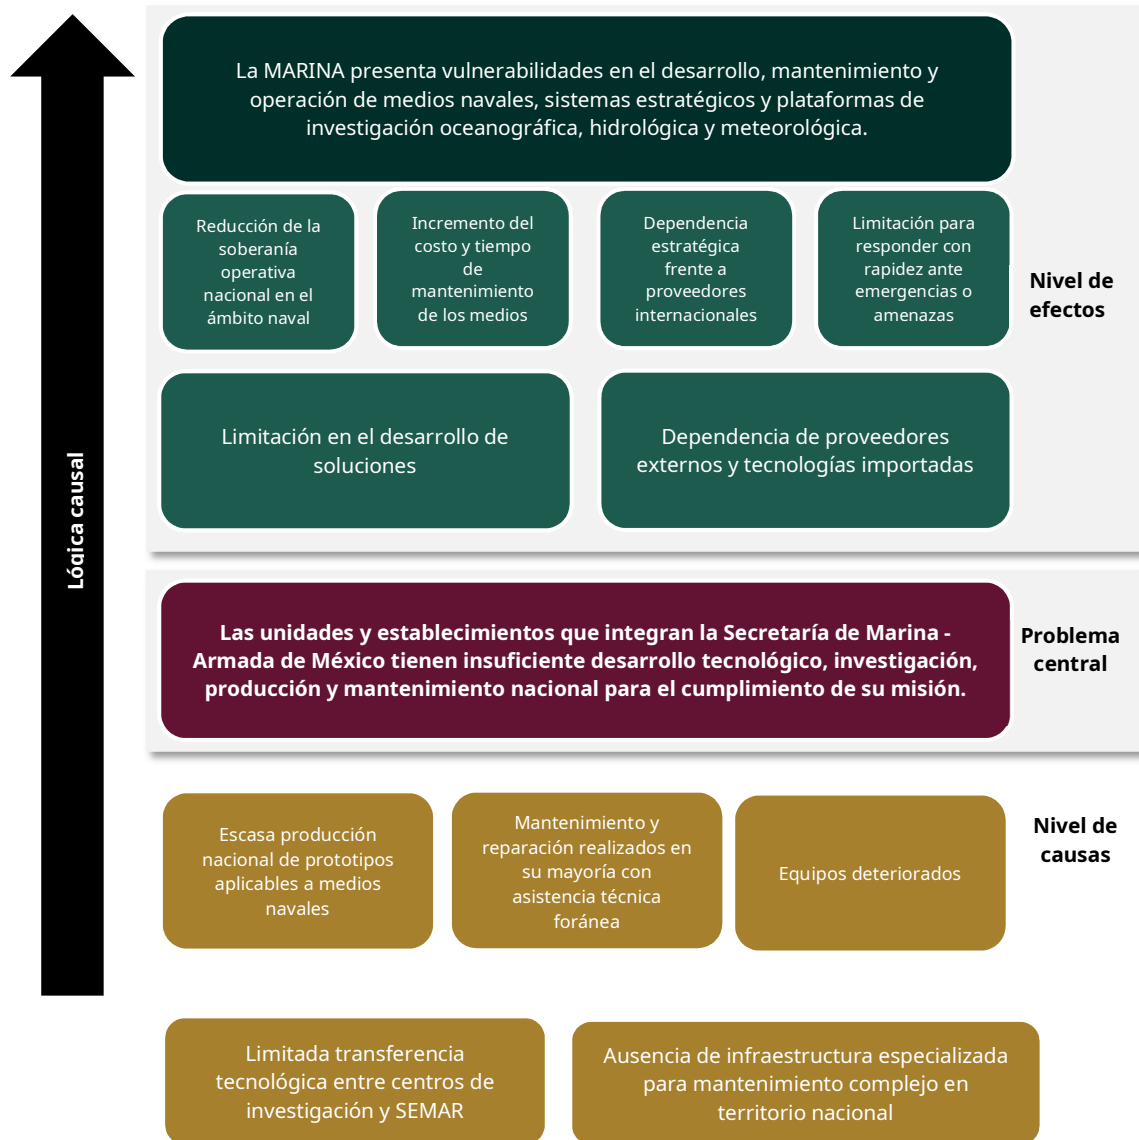 La MARINA presenta vulnerabilidades en el desarrollo, mantenimiento y
operación de medios navales, sistemas estratégicos y plataformas de
investigación oceanográfica, hidrológica y meteorológica.
Reducción de la
soberanía
operativa
nacional en el
ámbito naval
Incremento del
costo y tiempo
de
mantenimiento
de los medios
Dependencia
estratégica
frente a
proveedores
internacionales
Limitación para
responder con
rapidez ante
emergencias o
amenazas
Nivel de
efectos
Limitación en el desarrollo de
soluciones
Dependencia de proveedores
externos y tecnologías importadas
Lógica causal
Las unidades y establecimientos que integran la Secretaría de Marina -
Armada de México tienen insuficiente desarrollo tecnológico, investigación,
producción y mantenimiento nacional para el cumplimiento de su misión.
Problema
central
Escasa producción
nacional de prototipos
aplicables a medios
navales
Mantenimiento y
reparación realizados en
su mayoría con
asistencia técnica
foránea
Equipos deteriorados
Nivel de
causas
Limitada transferencia
tecnológica entre centros de
investigación y SEMAR
Ausencia de infraestructura especializada
para mantenimiento complejo en
territorio nacional